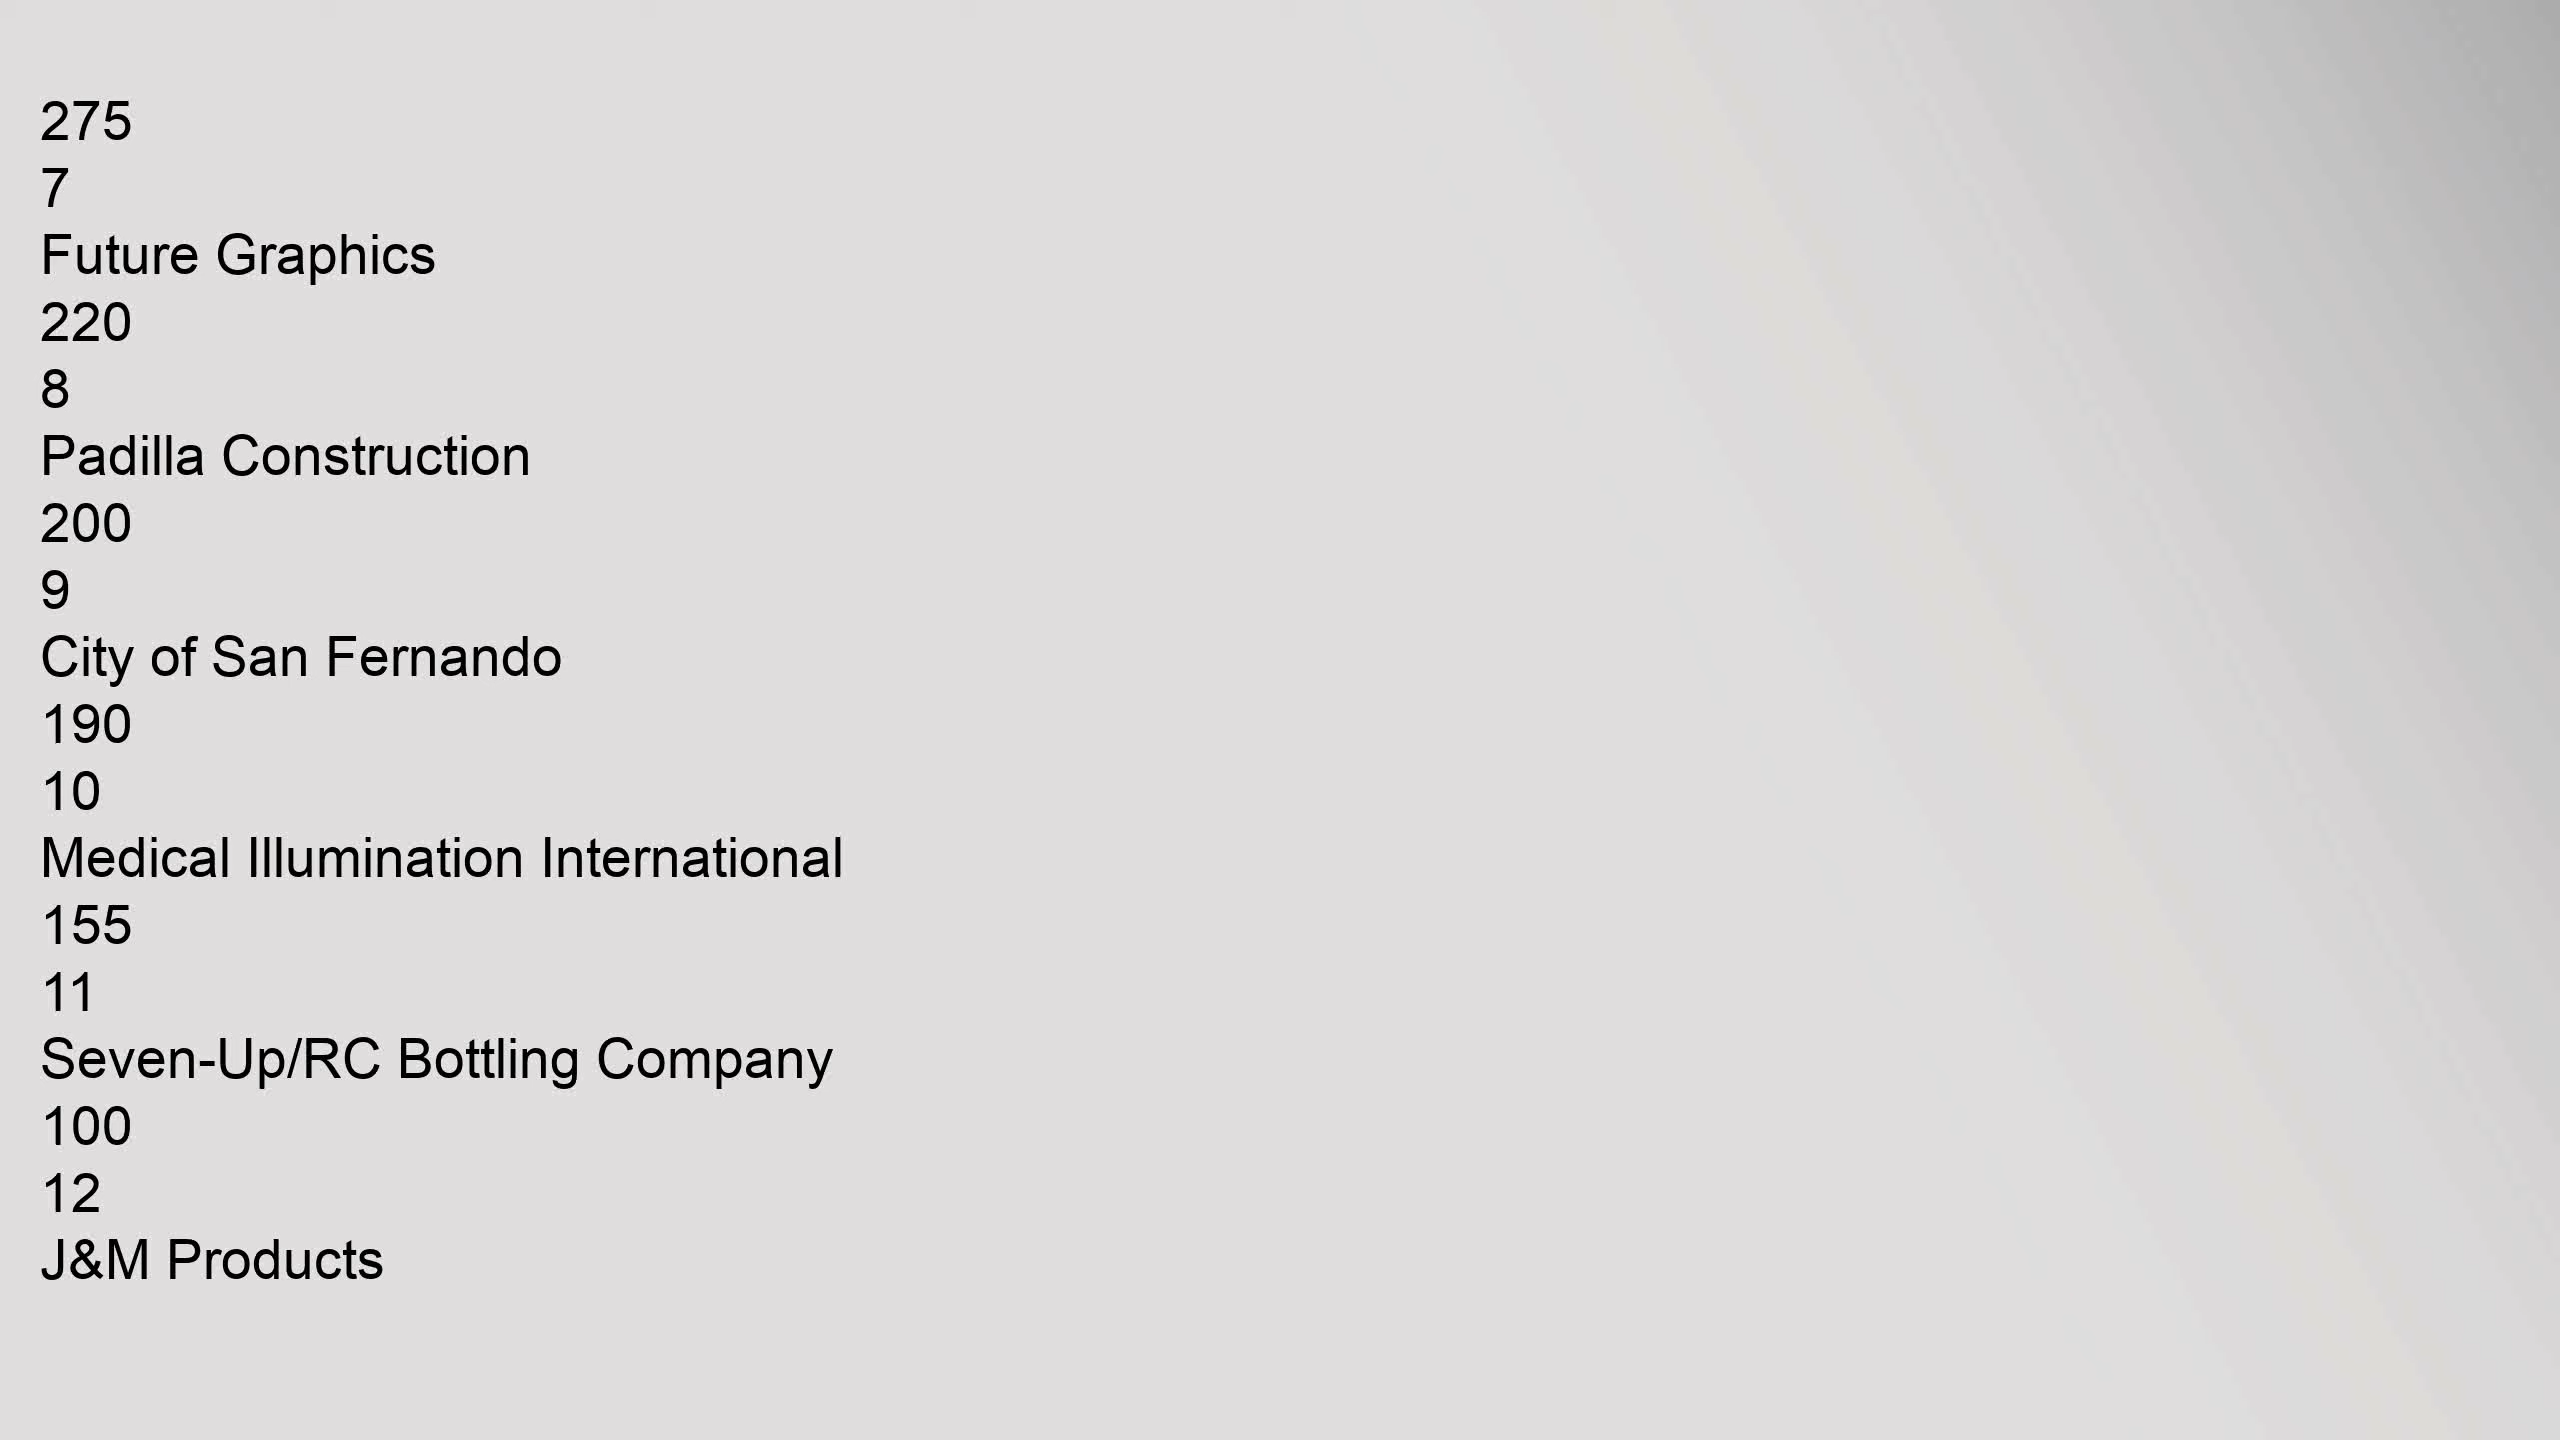 275
7
Future Graphics
220
8
Padilla Construction
200
9
City of San Fernando
190
10
Medical Illumination International
155
11
Seven-Up/RC Bottling Company
100
12
J&M Products